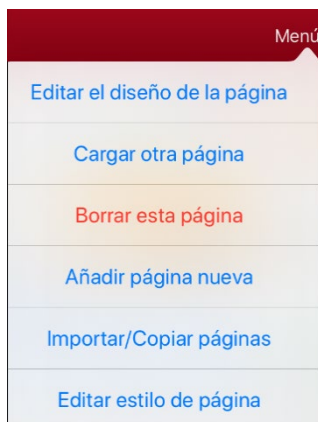 Menú
Editar el diseño de la página
Cargar otra página
Borrar esta página
Añadir página nueva
Importar/Copiar páginas
Editar estilo de página